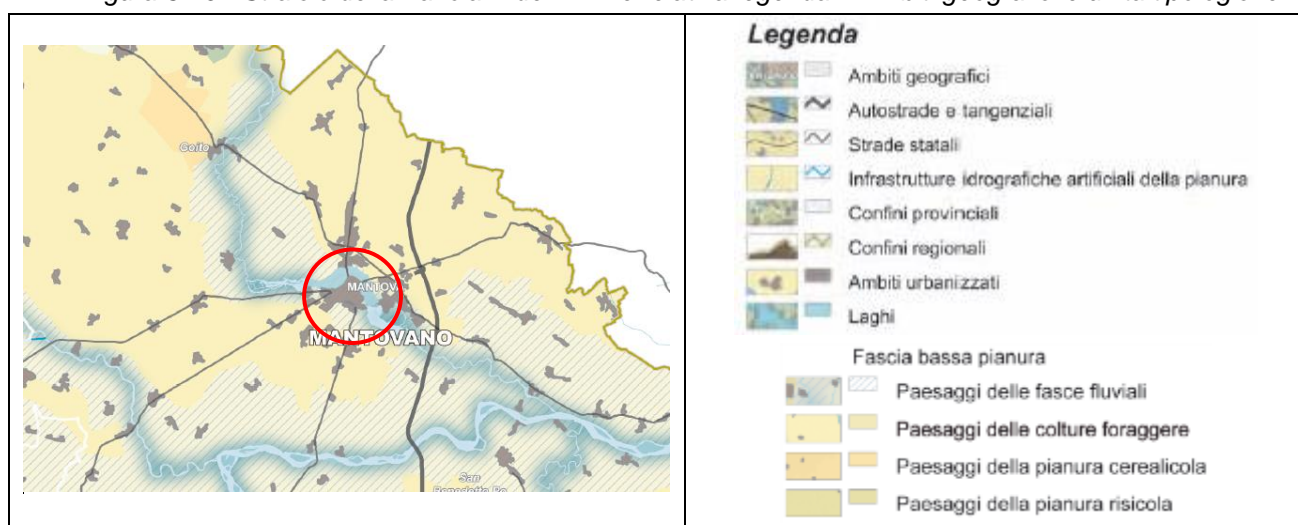 Goito
MANTOVA
MANTOVANO
San
Legenda
Ambiti geografici
Autostrade e tangenziali
Strade statali
Infrastrutture idrografiche artificiali della pianura
Confini provinciali
Confini regionali
Ambiti urbanizzati
Laghi
Fascia bassa pianura
Paesaggi delle fasce fluviali
Paesaggi delle colture foraggere
Paesaggi della pianura cerealicola
Paesaggi della pianura risicola